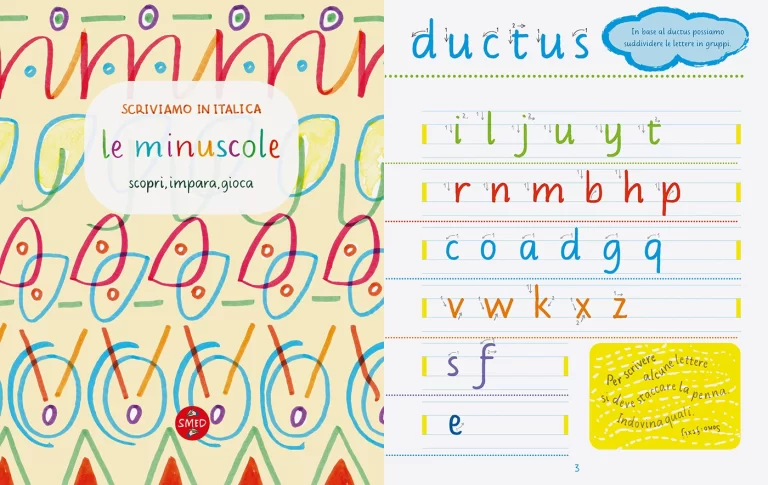 SCRIVIAMO IN ITALICA
le minuscole
scopri, impara, gioca
SMED
ductus
In base al ductus possiamo
suddividere le lettere in gruppi.
i l j u y t
r n m b h p
c o a d g q
v w k x z
s f
e
Per scrivere
alcune lettere
si deve staccare la penna.
Indovina quali.
3